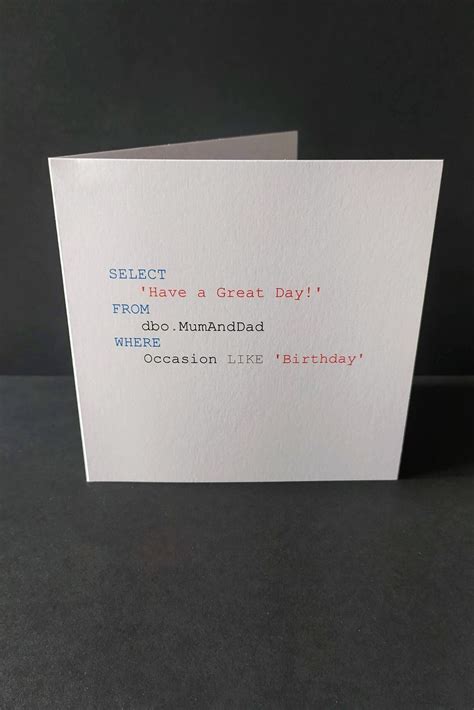 SELECT
'Have a Great Day!'
FROM
dbo.MumAndDad
WHERE
Occasion LIKE 'Birthday'